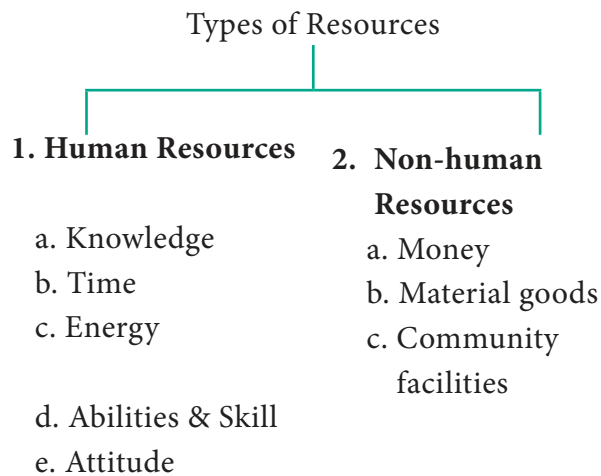 Types of Resources
1. Human Resources
a. Knowledge
b. Time
c. Energy
d. Abilities & Skill
e. Attitude
2. Non-human
Resources
a. Money
b. Material goods
c. Community
facilities